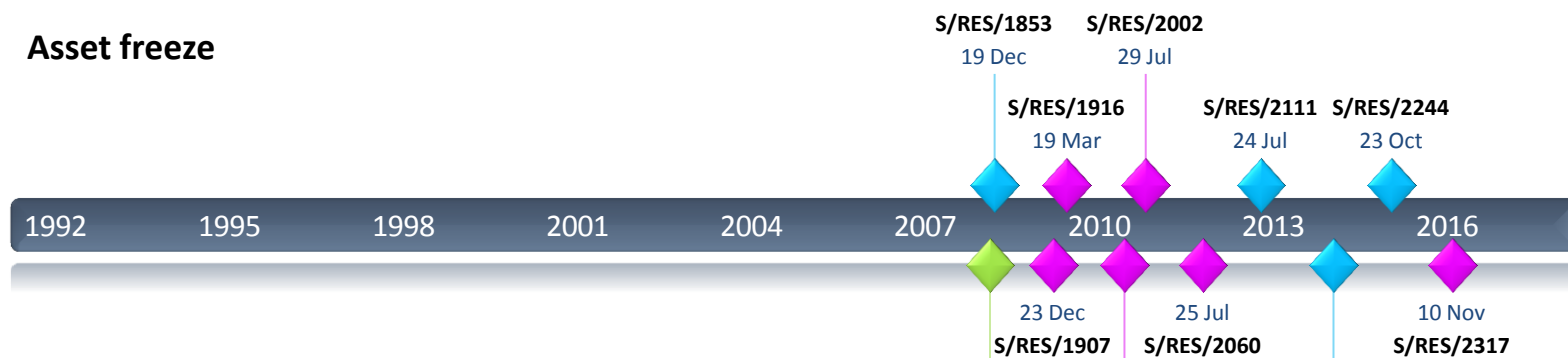 Asset freeze
S/RES/1853 S/RES/2002
19 Dec 29 Jul
S/RES/1916 S/RES/2111 S/RES/2244
19 Mar 24 Jul 23 Oct
1992 1995 1998 2001 2004 2007 2010 2013 2016
23 Dec 25 Jul 10 Nov
S/RES/1907 S/RES/2060 S/RES/2317